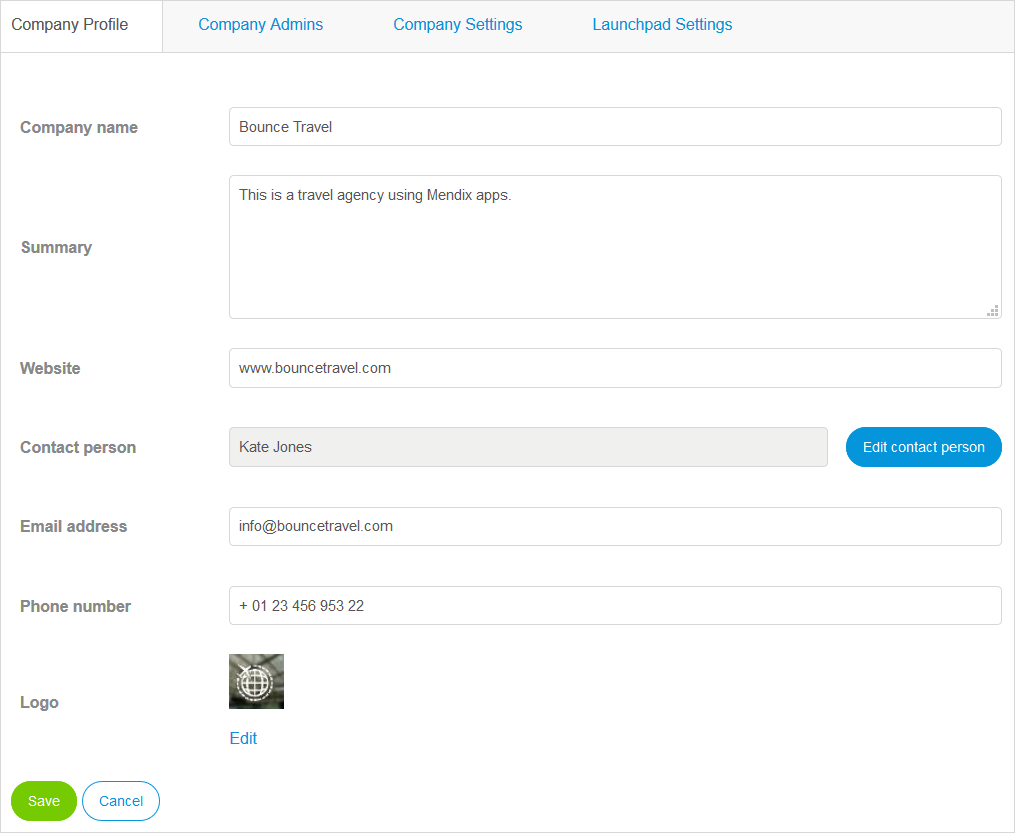 Company Profile Company Admins Company Settings Launchpad Settings
Company name Bounce Travel
This is a travel agency using Mendix apps.
Summary
Website www.bouncetravel.com
Contact person Kate Jones Edit contact person
Email address info@bouncetravel.com
Phone number + 01 23 456 953 22
Logo
Edit
Save Cancel